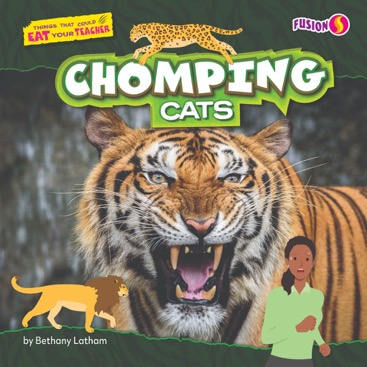 THINGS THAT COULD
EAT YOUR TEACHER
FUSION
CHOMPING
CATS
by Bethany Latham